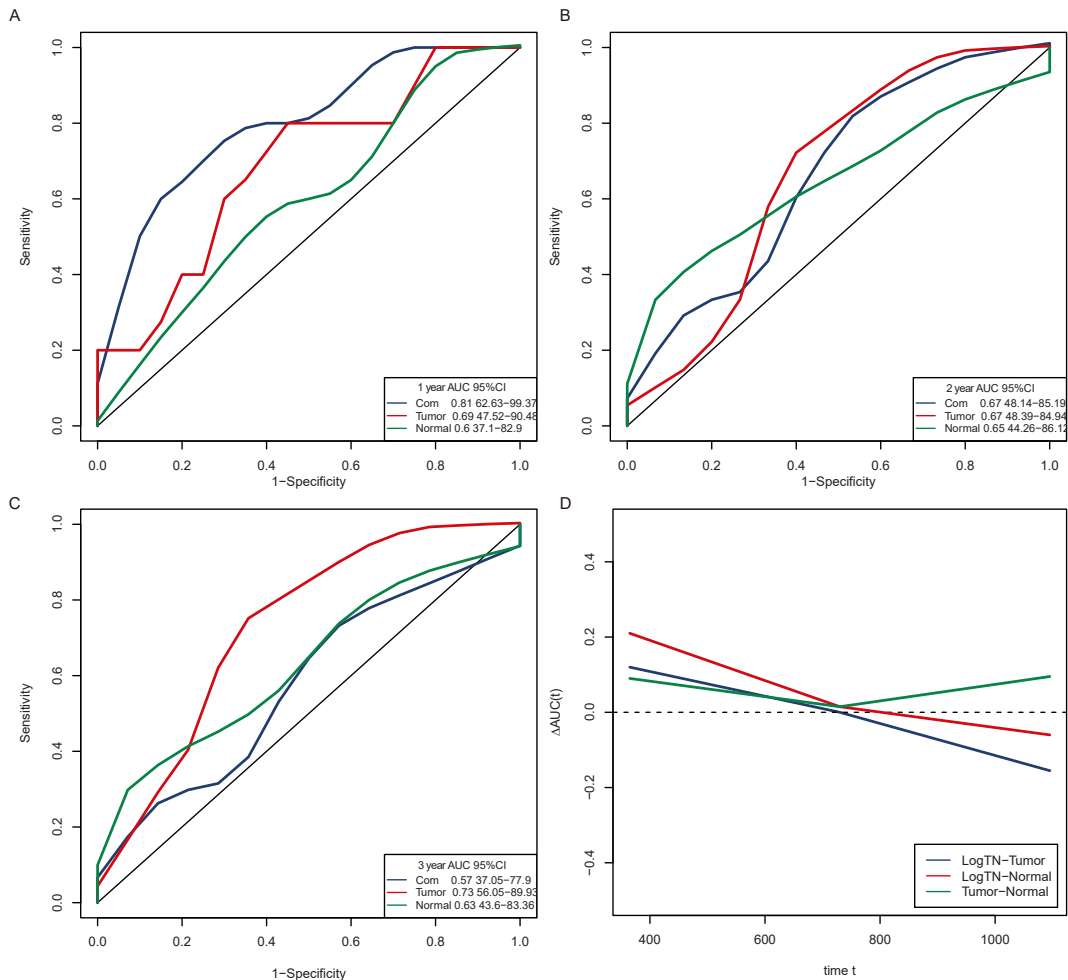 A
Sensitivity
1.0
0.8
0.6
0.4
0.2
0.0
0.0 0.2 0.4 0.6 0.8 1.0
1−Specificity
1 year AUC 95%CI
Com 0.81 62.63−99.37
Tumor 0.69 47.52−90.48
Normal 0.6 37.1−82.9
B
Sensitivity
1.0
0.8
0.6
0.4
0.2
0.0
0.0 0.2 0.4 0.6 0.8 1.0
1−Specificity
2 year AUC 95%CI
Com 0.67 48.14−85.19
Tumor 0.67 48.39−84.94
Normal 0.65 44.26−86.12
C
Sensitivity
1.0
0.8
0.6
0.4
0.2
0.0
0.0 0.2 0.4 0.6 0.8 1.0
1−Specificity
3 year AUC 95%CI
Com 0.57 37.05−77.9
Tumor 0.73 56.05−89.93
Normal 0.63 43.6−83.36
D
ΔAUC(t)
0.4
0.2
0.0
−0.2
−0.4
400 600 800 1000
time t
LogTN−Tumor
LogTN−Normal
Tumor−Normal